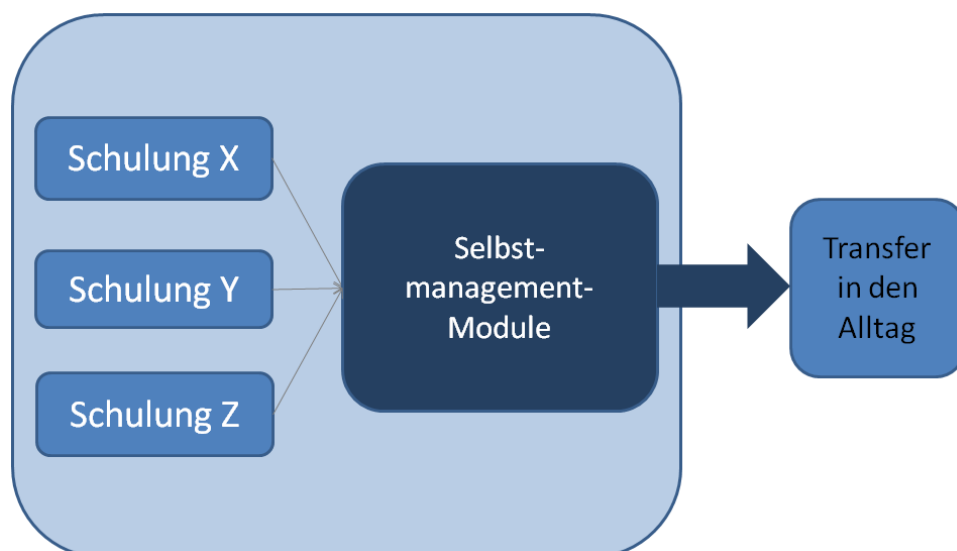 Schulung X
Schulung Y
Schulung Z
Selbst-
management-
Module
Transfer
in den
Alltag